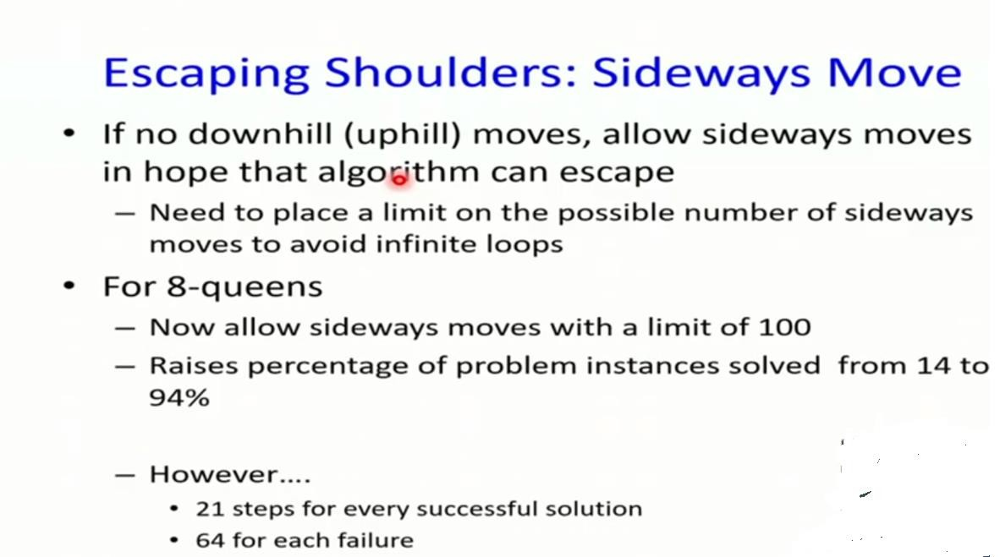 Escaping Shoulders: Sideways Move
• If no downhill (uphill) moves, allow sideways moves
in hope that algorithm can escape
– Need to place a limit on the possible number of sideways
moves to avoid infinite loops
• For 8-queens
– Now allow sideways moves with a limit of 100
– Raises percentage of problem instances solved from 14 to
94%
– However....
• 21 steps for every successful solution
• 64 for each failure